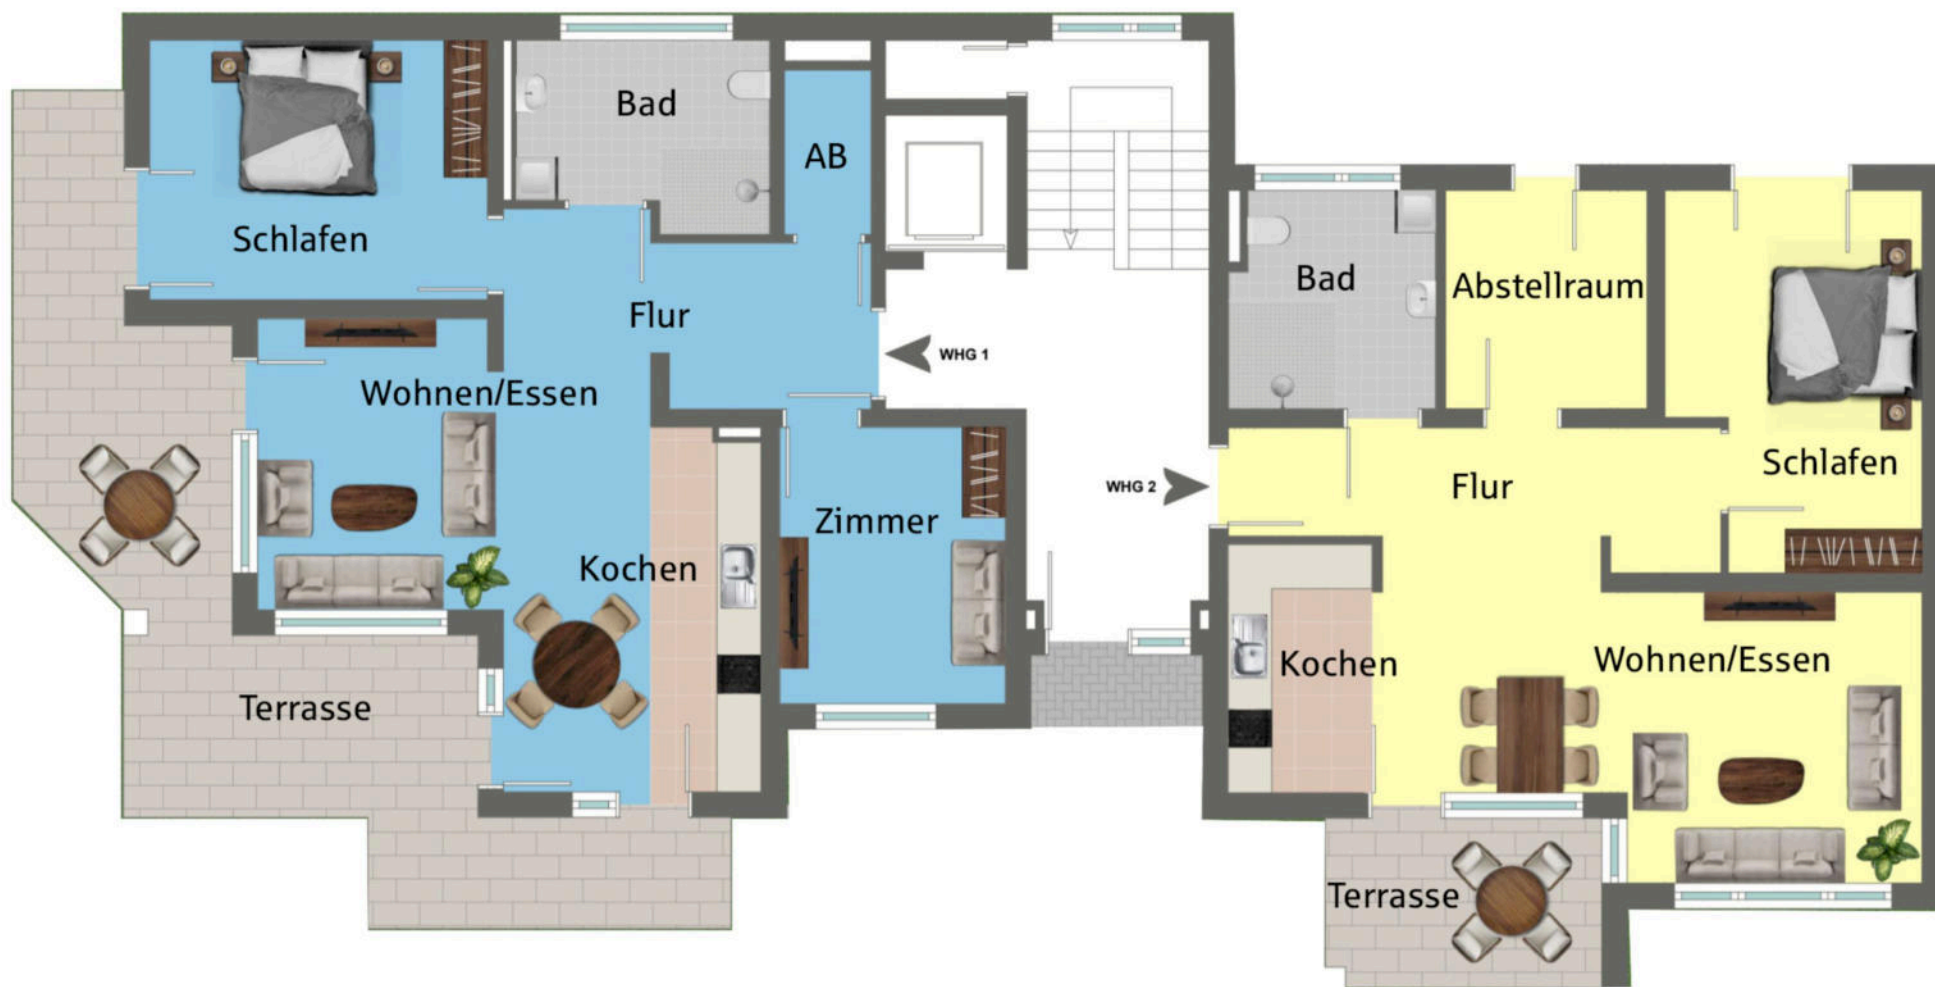 Bad
AB
Schlafen
Flur
WHG 1
Wohnen/Essen
Zimmer
Kochen
Terrasse
Bad
Abstellraum
Schlafen
WHG 2
Flur
Kochen
Wohnen/Essen
Terrasse